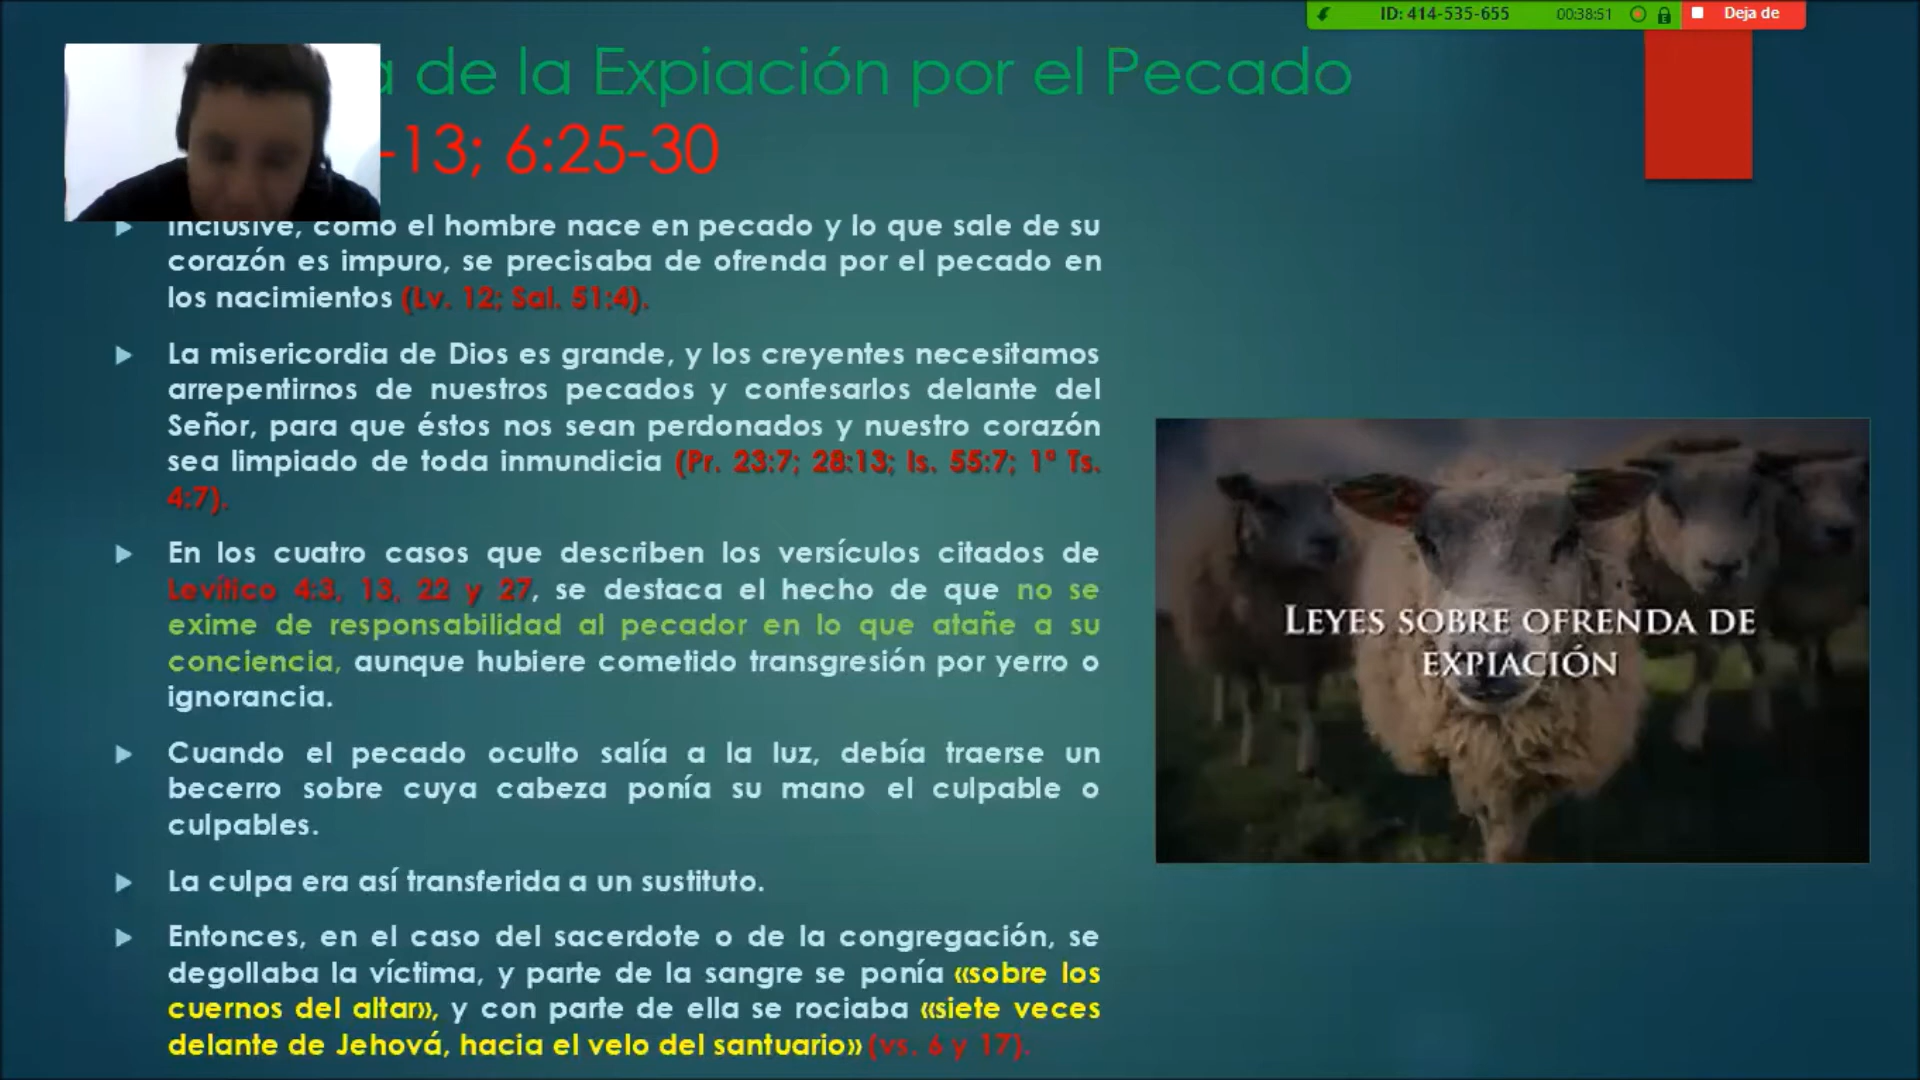 ID: 414-535-655 00:38:51 Deja de
de la Expiación por el Pecado
-13; 6:25-30
Inclusive, como el hombre nace en pecado y lo que sale de su
corazón es impuro, se precisaba de ofrenda por el pecado en
los nacimientos (Lv. 12; Sal. 51:4).
La misericordia de Dios es grande, y los creyentes necesitamos
arrepentirnos de nuestros pecados y confesarlos delante del
Señor, para que éstos nos sean perdonados y nuestro corazón
sea limpiado de toda inmundicia (Pr. 23:7; 28:13; Is. 55:7; 1ª Ts.
4:7).
En los cuatro casos que describen los versículos citados de
Levítico 4:3, 13, 22 y 27, se destaca el hecho de que no se
exime de responsabilidad al pecador en lo que atañe a su
conciencia, aunque hubiere cometido transgresión por yerro o
ignorancia.
Cuando el pecado oculto salía a la luz, debía traerse un
becerro sobre cuya cabeza ponía su mano el culpable o
culpables.
La culpa era así transferida a un sustituto.
Entonces, en el caso del sacerdote o de la congregación, se
degollaba la víctima, y parte de la sangre se ponía «sobre los
cuernos del altar», y con parte de ella se rociaba «siete veces
delante de Jehová, hacia el velo del santuario» (vs. 6 y 17).
LEYES SOBRE OFRENDA DE
EXPIACIÓN